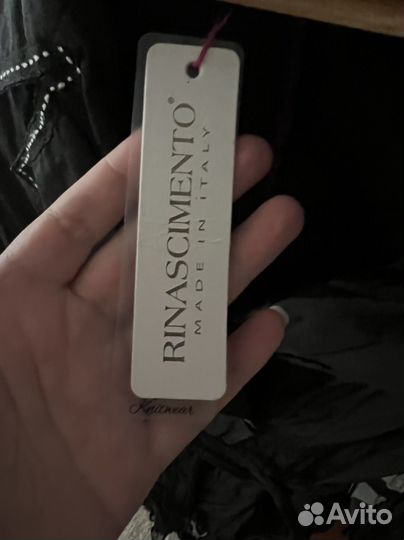 RINASCIMENTO®
MADE IN ITALY
Knitwear
Avito